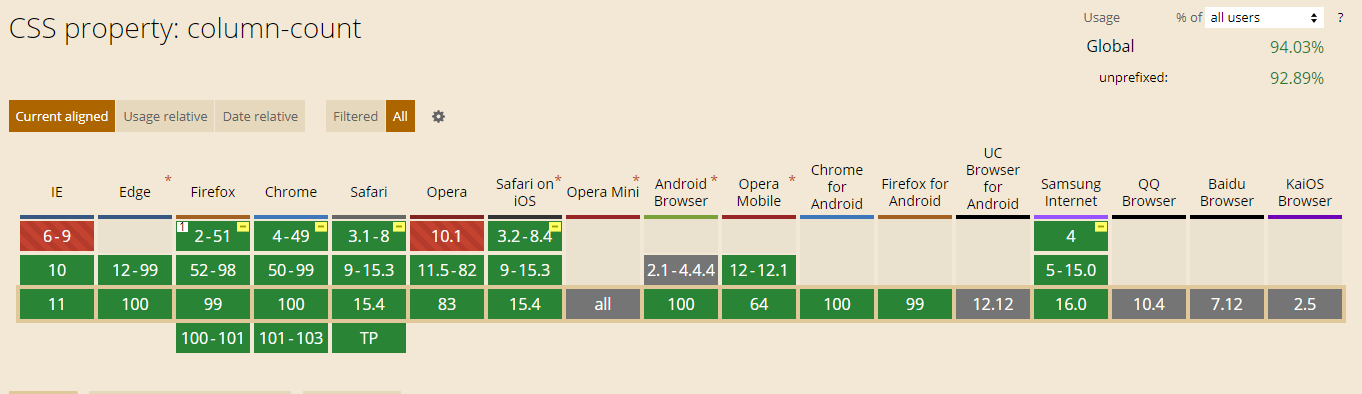 CSS property: column-count
Usage % of all users ?
Global 94.03%
unprefixed: 92.89%
Current aligned Usage relative Date relative Filtered All
IE Edge * Firefox Chrome Safari Opera Safari on iOS * Opera Mini Android Browser * Opera Mobile * Chrome for Android Firefox for Android UC Browser for Android Samsung Internet QQ Browser Baidu Browser KaiOS Browser
6-9 1 2-51 4-49 3.1-8 10.1 3.2-8.4 4
10 12-99 52-98 50-99 9-15.3 11.5-82 9-15.3 2.1-4.4.4 12-12.1 5-15.0
11 100 99 100 15.4 83 15.4 all 100 64 100 99 12.12 16.0 10.4 7.12 2.5
100-101 101-103 TP